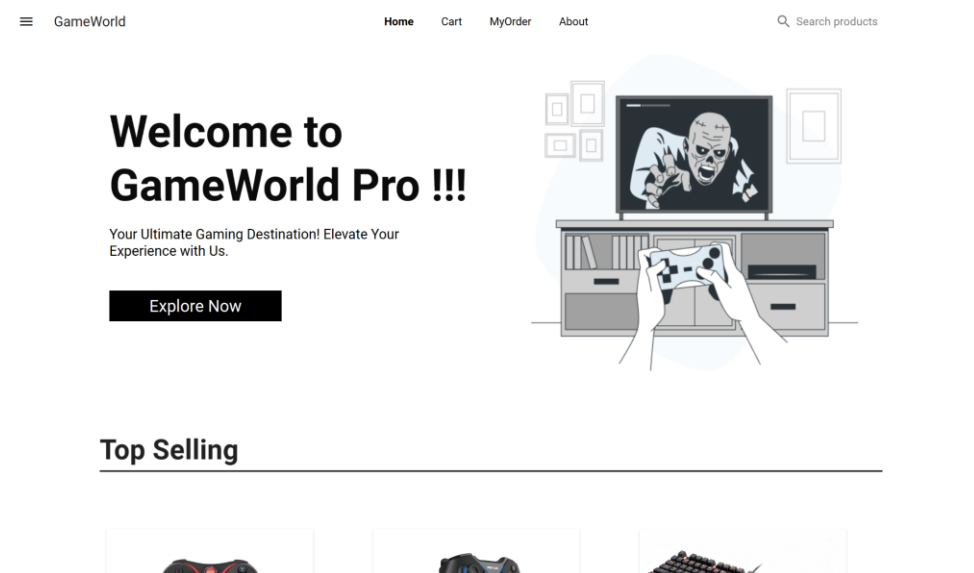 GameWorld
Home
Cart
MyOrder
About
Search products
Welcome to
GameWorld Pro !!!
Your Ultimate Gaming Destination! Elevate Your
Experience with Us.
Explore Now
Top Selling